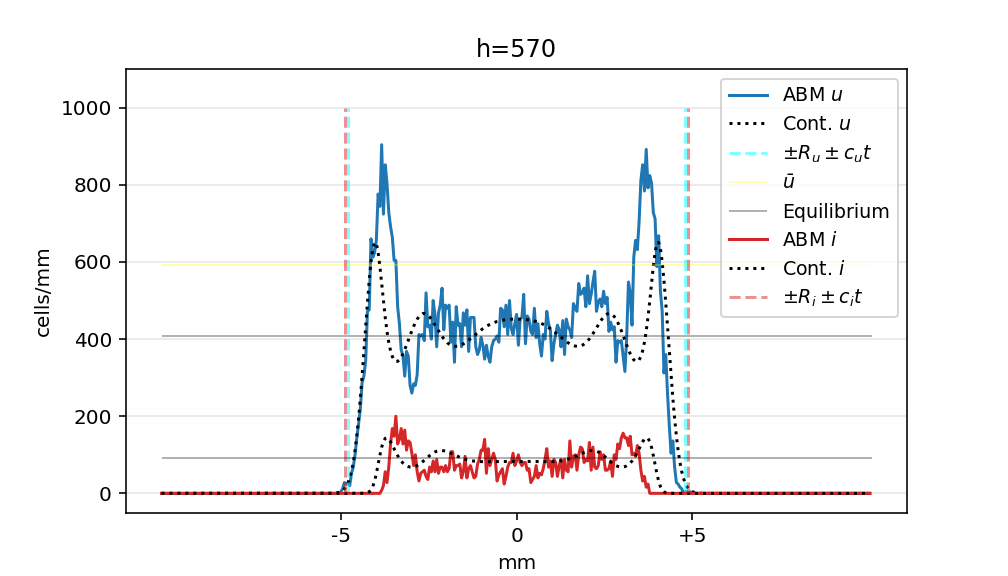 h=570
1000
800
600
400
200
0
cells/mm
-5
0
+5
mm
ABM u
Cont. u
±R_u ± c_u t
ū
Equilibrium
ABM i
Cont. i
±R_i ± c_i t